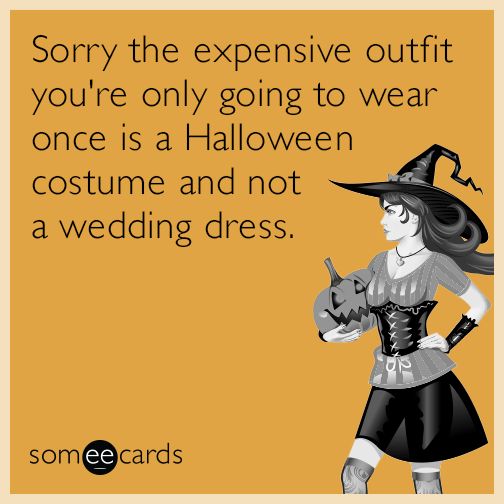 Sorry the expensive outfit
you're only going to wear
once is a Halloween
costume and not
a wedding dress.
someecards